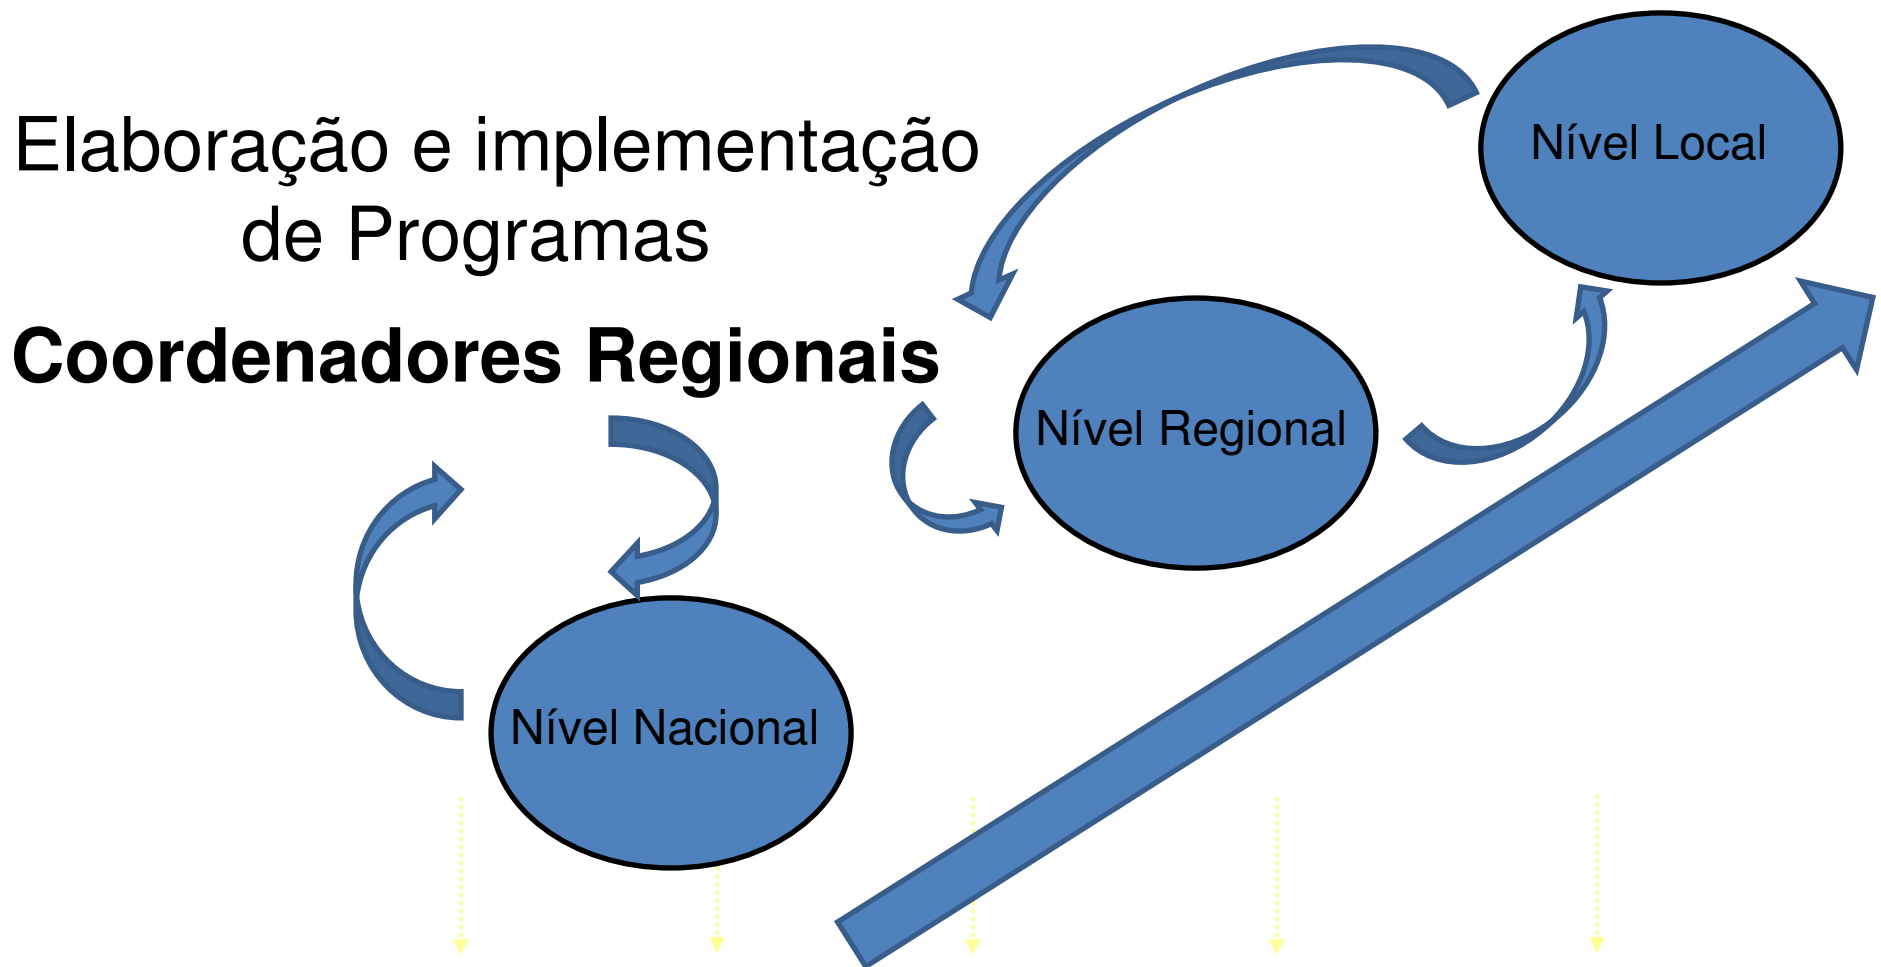 Elaboração e implementação
de Programas
Coordenadores Regionais
Nível Local
Nível Regional
Nível Nacional